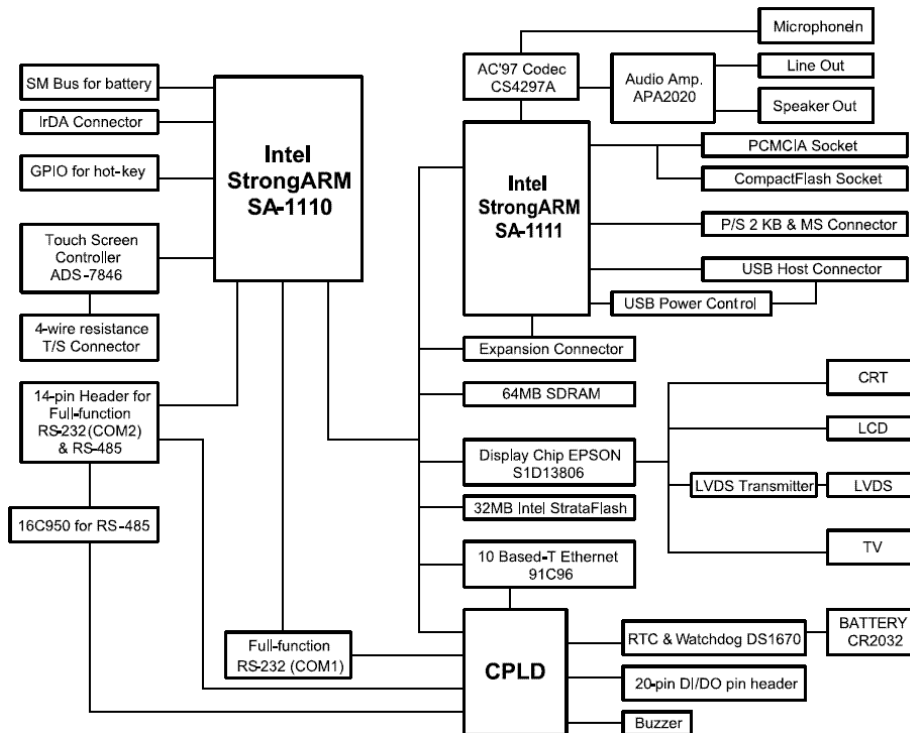 MicrophoneIn
AC'97 Codec
CS4297A
Audio Amp.
APA2020
Line Out
Speaker Out
SM Bus for battery
IrDA Connector
GPIO for hot-key
Intel
StrongARM
SA-1110
Intel
StrongARM
SA-1111
PCMCIA Socket
CompactFlash Socket
P/S 2 KB & MS Connector
USB Host Connector
USB Power Control
Touch Screen
Controller
ADS-7846
4-wire resistance
T/S Connector
Expansion Connector
64MB SDRAM
14-pin Header for
Full-function
RS-232(COM2)
& RS-485
Display Chip EPSON
S1D13806
CRT
LCD
LVDS Transmitter
LVDS
TV
32MB Intel StrataFlash
16C950 for RS-485
10 Based-T Ethernet
91C96
Full-function
RS-232 (COM1)
CPLD
RTC & Watchdog DS1670
BATTERY
CR2032
20-pin DI/DO pin header
Buzzer